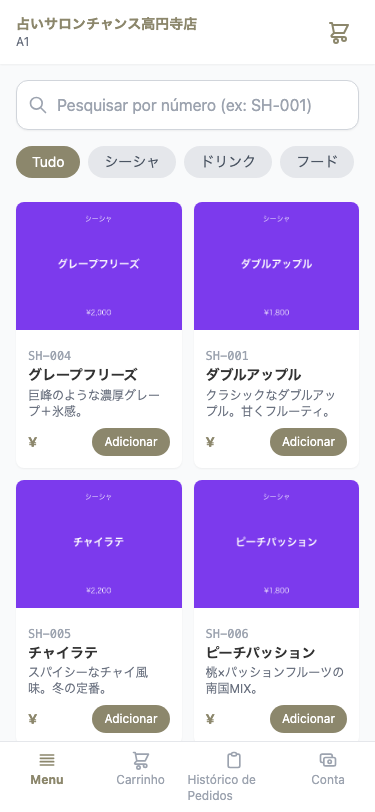 占いサロンチャンス高円寺店
A1
Pesquisar por número (ex: SH-001)
Tudo
シーシャ
ドリンク
フード
シーシャ
グレープフリーズ
¥2,000
SH-004
グレープフリーズ
巨峰のような濃厚グレー
プ＋氷感。
¥
Adicionar
シーシャ
ダブルアップル
¥1,800
SH-001
ダブルアップル
クラシックなダブルアッ
プル。甘くフルーティ。
¥
Adicionar
シーシャ
チャイラテ
¥2,200
SH-005
チャイラテ
スパイシーなチャイ風
味。冬の定番。
¥
Adicionar
シーシャ
ピーチパッション
¥1,800
SH-006
ピーチパッション
桃×パッションフルーツの
南国MIX。
¥
Adicionar
Menu
Carrinho
Histórico de
Pedidos
Conta